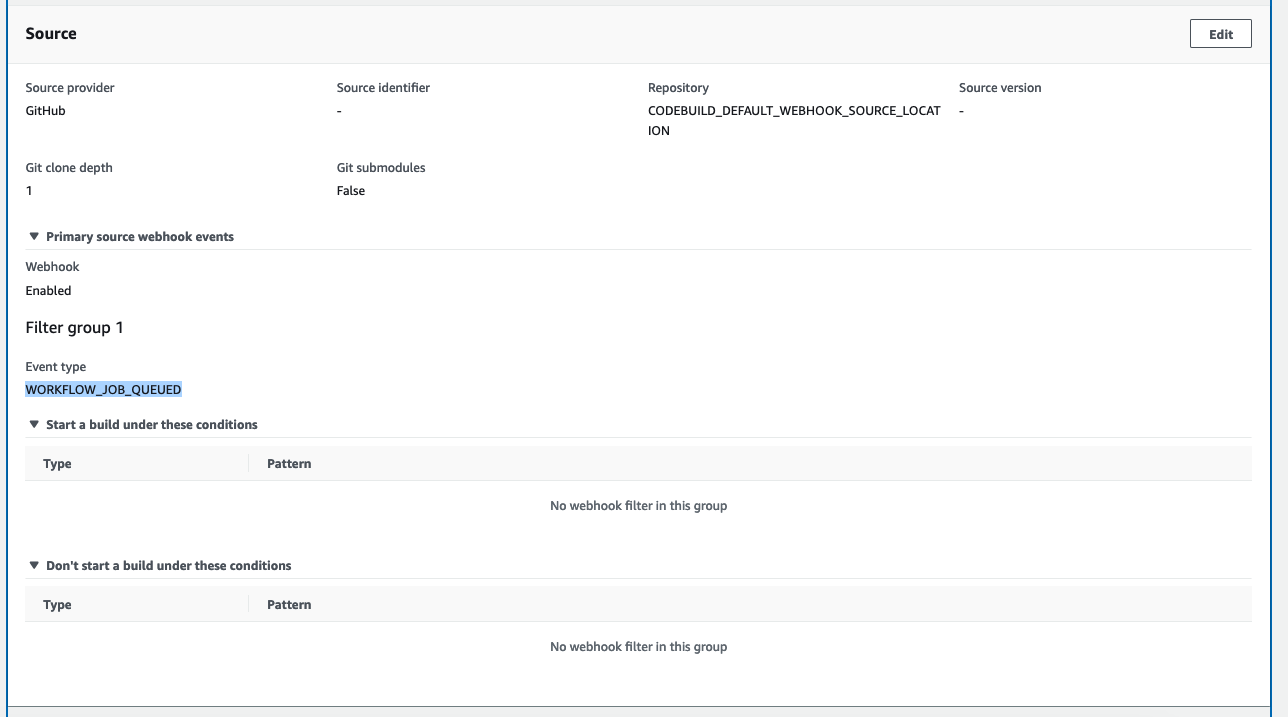 Source
Edit
Source provider
GitHub
Source identifier
-
Repository
CODEBUILD_DEFAULT_WEBHOOK_SOURCE_LOCAT
ION
Source version
-
Git clone depth
1
Git submodules
False
Primary source webhook events
Webhook
Enabled
Filter group 1
Event type
WORKFLOW_JOB_QUEUED
Start a build under these conditions
Type Pattern
No webhook filter in this group
Don't start a build under these conditions
Type Pattern
No webhook filter in this group